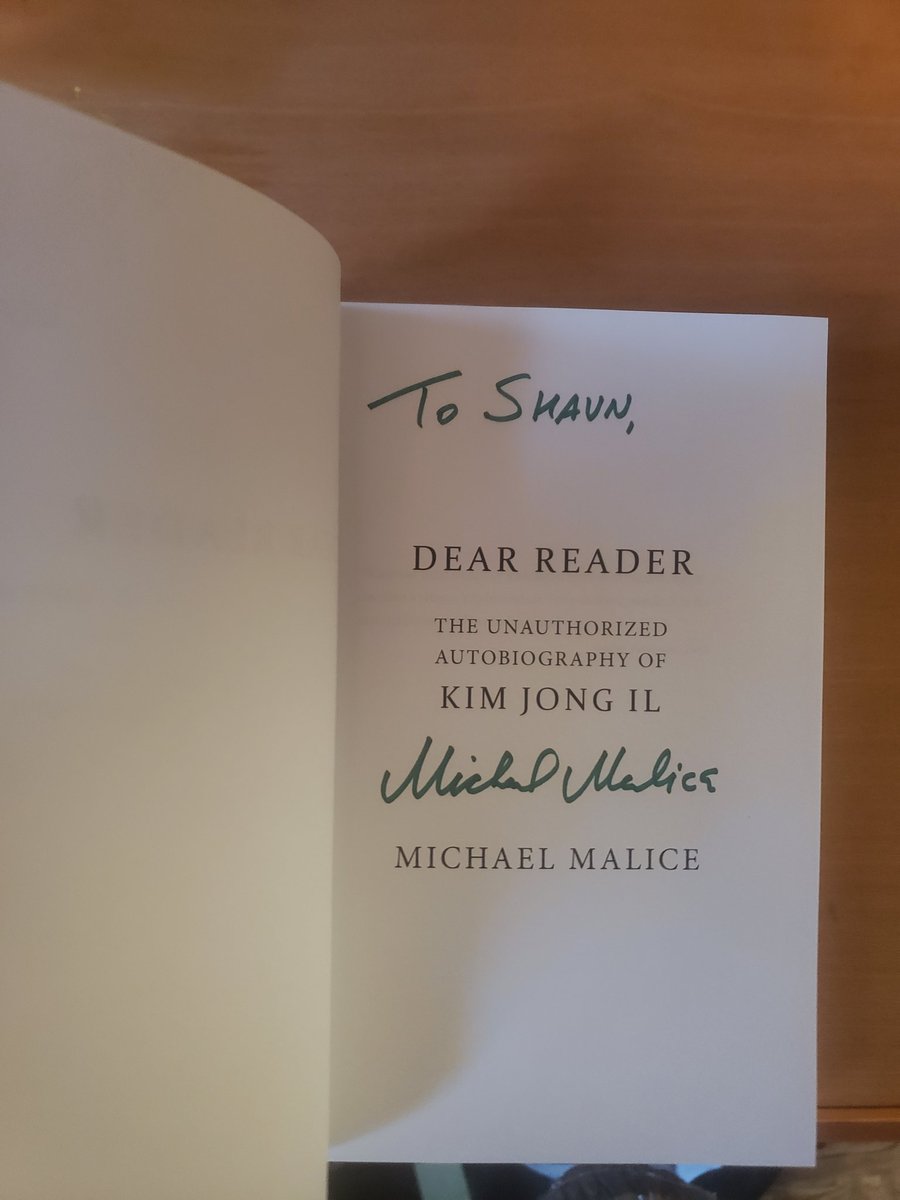 To SHAUN,
DEAR READER
THE UNAUTHORIZED
AUTOBIOGRAPHY OF
KIM JONG IL
Michael Malice
MICHAEL MALICE